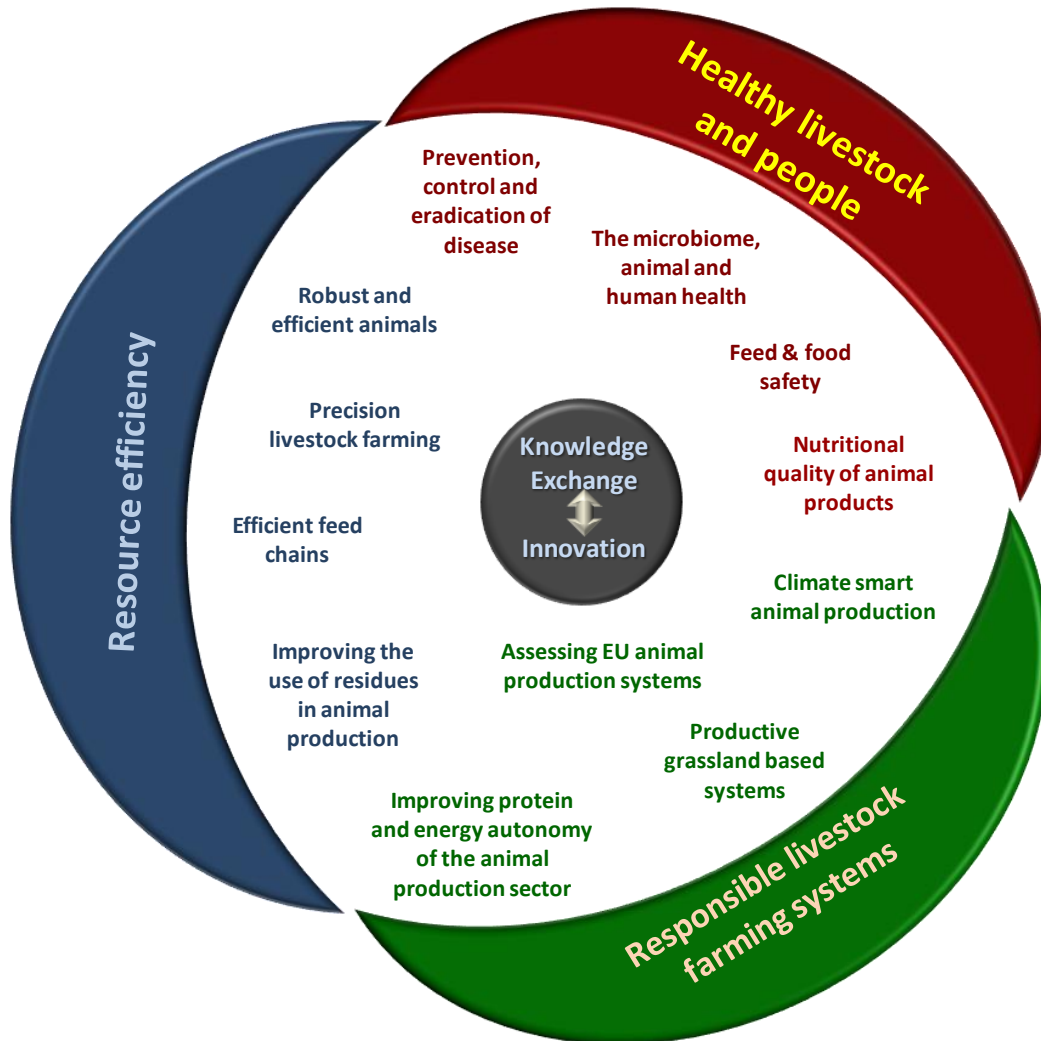 Healthy livestock
and people
Prevention,
control and
eradication of
disease
The microbiome,
animal and
human health
Feed & food
safety
Nutritional
quality of animal
products
Resource efficiency
Robust and
efficient animals
Precision
livestock farming
Efficient feed
chains
Improving the
use of residues
in animal
production
Knowledge
Exchange
Innovation
Climate smart
animal production
Assessing EU animal
production systems
Productive
grassland based
systems
Improving protein
and energy autonomy
of the animal
production sector
Responsible livestock
farming systems